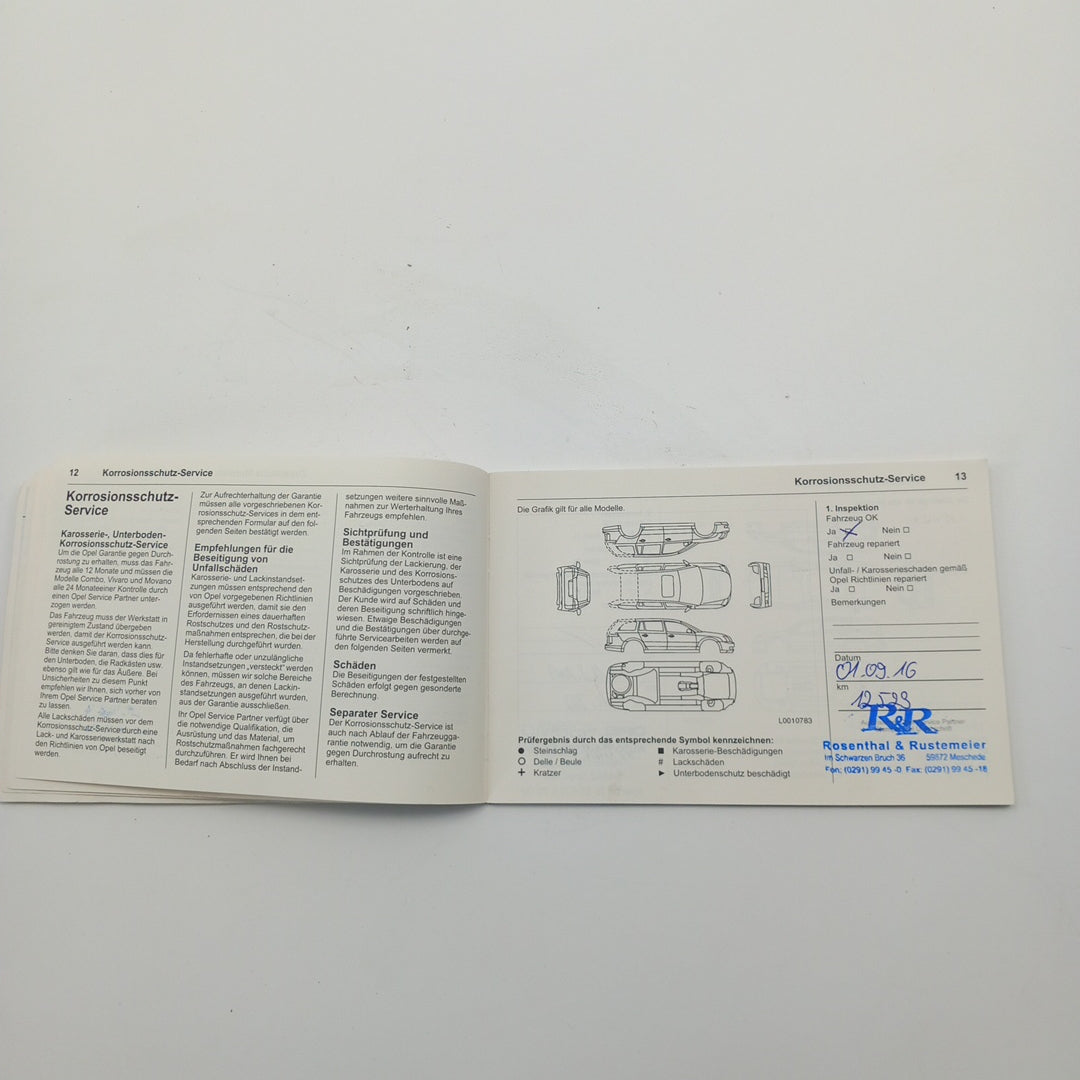 12 Korrosionsschutz-Service
Korrosionsschutz-
Service
Karosserie-, Unterboden-
Korrosionsschutz-Service
Um die Opel Garantie gegen Durch-
rostung zu erhalten, muss das Fahr-
zeug alle 12 Monate und müssen die
Modelle Combo, Vivaro und Movano
alle 24 Monateeiner Kontrolle durch
einen Opel Service Partner unter-
zogen werden.
Das Fahrzeug muss der Werkstatt in
gereinigtem Zustand übergeben
werden, damit der Korrosionsschutz-
Service ausgeführt werden kann.
Bitte denken Sie daran, dass dies für
den Unterboden, die Radkästen usw.
ebenso gilt wie für das Äußere. Bei
Unsicherheiten zu diesem Punkt
empfehlen wir Ihnen, sich vorher von
Ihrem Opel Service Partner beraten
zu lassen.
Alle Lackschäden müssen vor dem
Korrosionsschutz-Service durch eine
Lack- und Karosseriewerkstatt nach
den Richtlinien von Opel beseitigt
werden.
Zur Aufrechterhaltung der Garantie
müssen alle vorgeschriebenen Kor-
rosionsschutz-Services in dem ent-
sprechenden Formular auf den fol-
genden Seiten bestätigt werden.
Empfehlungen für die
Beseitigung von
Unfallschäden
Karosserie- und Lackinstandset-
zungen müssen entsprechend den
von Opel vorgegebenen Richtlinien
ausgeführt werden, damit sie den
Erfordernissen eines dauerhaften
Rostschutzes und den Rostschutz-
maßnahmen entsprechen, die bei der
Herstellung durchgeführt wurden.
Da fehlerhafte oder unzulängliche
Instandsetzungen „versteckt“ werden
können, müssen wir solche Bereiche
des Fahrzeugs, an denen Lackin-
standsetzungen ausgeführt wurden,
aus der Garantie ausschließen.
Ihr Opel Service Partner verfügt über
die notwendige Qualifikation, die
Ausrüstung und das Material, um
Rostschutzmaßnahmen fachgerecht
durchzuführen. Er wird Ihnen bei
Bedarf nach Abschluss der Instand-
setzungen weitere sinnvolle Maß-
nahmen zur Werterhaltung Ihres
Fahrzeugs empfehlen.
Sichtprüfung und
Bestätigungen
Im Rahmen der Kontrolle ist eine
Sichtprüfung der Lackierung, der
Karosserie und des Korrosions-
schutzes des Unterbodens auf
Beschädigungen vorgeschrieben.
Der Kunde wird auf Schäden und
deren Beseitigung schriftlich hinge-
wiesen. Etwaige Beschädigungen
und die Bestätigungen über durchge-
führte Servicearbeiten werden auf
den folgenden Seiten vermerkt.
Schäden
Die Beseitigungen der festgestellten
Schäden erfolgt gegen gesonderte
Berechnung.
Separater Service
Der Korrosionsschutz-Service ist
auch nach Ablauf der Fahrzeugga-
rantie notwendig, um die Garantie
gegen Durchrostung aufrecht zu
erhalten.
Korrosionsschutz-Service 13
Die Grafik gilt für alle Modelle.
L0010783
Prüfergebnis durch das entsprechende Symbol kennzeichnen:
● Steinschlag
O Delle / Beule
+ Kratzer
■ Karosserie-Beschädigungen
# Lackschäden
► Unterbodenschutz beschädigt
1. Inspektion
Fahrzeug OK
Ja ☒ Nein □
Fahrzeug repariert
Ja □ Nein □
Unfall- / Karosserieschaden gemäß
Opel Richtlinien repariert
Ja □ Nein □
Bemerkungen
Datum
01.09.16
km
R&R
Service Partner
Rosenthal & Rustemeier
Im Schwarzen Bruch 36 59872 Meschede
Fon: (0291) 99 45 -0 Fax: (0291) 99 45 -18